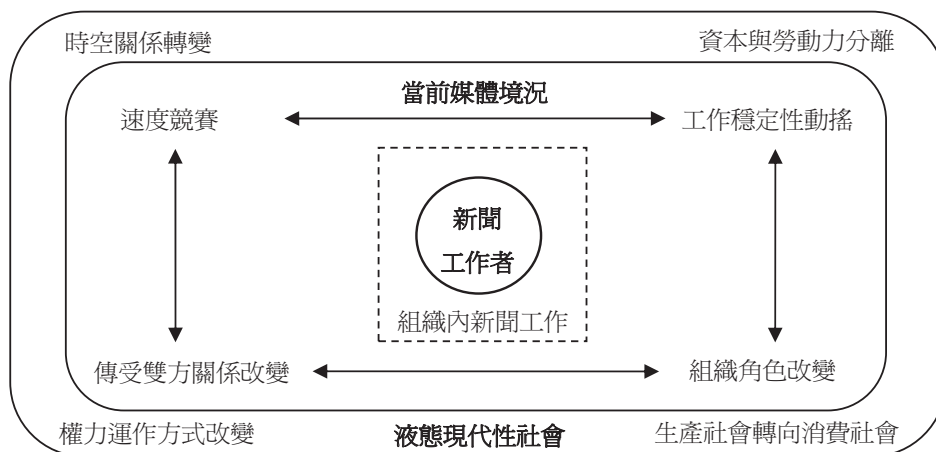 時空關係轉變
資本與勞動力分離
當前媒體境況
速度競賽
工作穩定性動搖
新聞
工作者
組織內新聞工作
傳受雙方關係改變
組織角色改變
權力運作方式改變
液態現代性社會
生產社會轉向消費社會